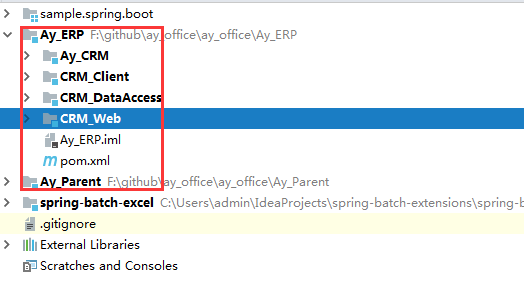 sample.spring.boot
Ay_ERP F:\github\ay_office\ay_office\Ay_ERP
Ay_CRM
CRM_Client
CRM_DataAccess
CRM_Web
Ay_ERP.iml
m pom.xml
Ay_Parent F:\github\ay_office\ay_office\Ay_Parent
spring-batch-excel C:\Users\admin\IdeaProjects\spring-batch-extensions\spring-b
.gitignore
External Libraries
Scratches and Consoles